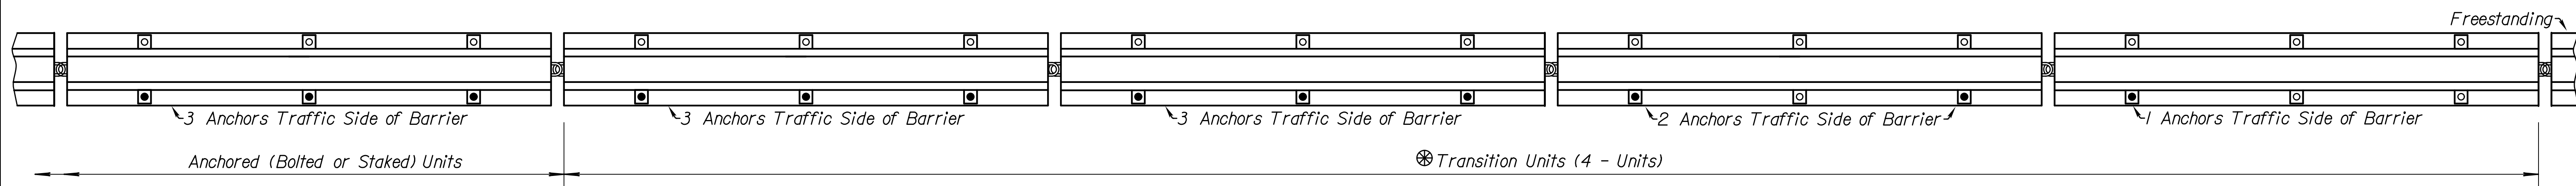 Freestanding
3 Anchors Traffic Side of Barrier
3 Anchors Traffic Side of Barrier
3 Anchors Traffic Side of Barrier
2 Anchors Traffic Side of Barrier
1 Anchors Traffic Side of Barrier
Anchored (Bolted or Staked) Units
Transition Units (4 - Units)